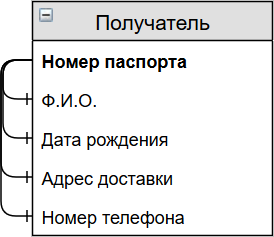 Получатель
Номер паспорта
Ф.И.О.
Дата рождения
Адрес доставки
Номер телефона